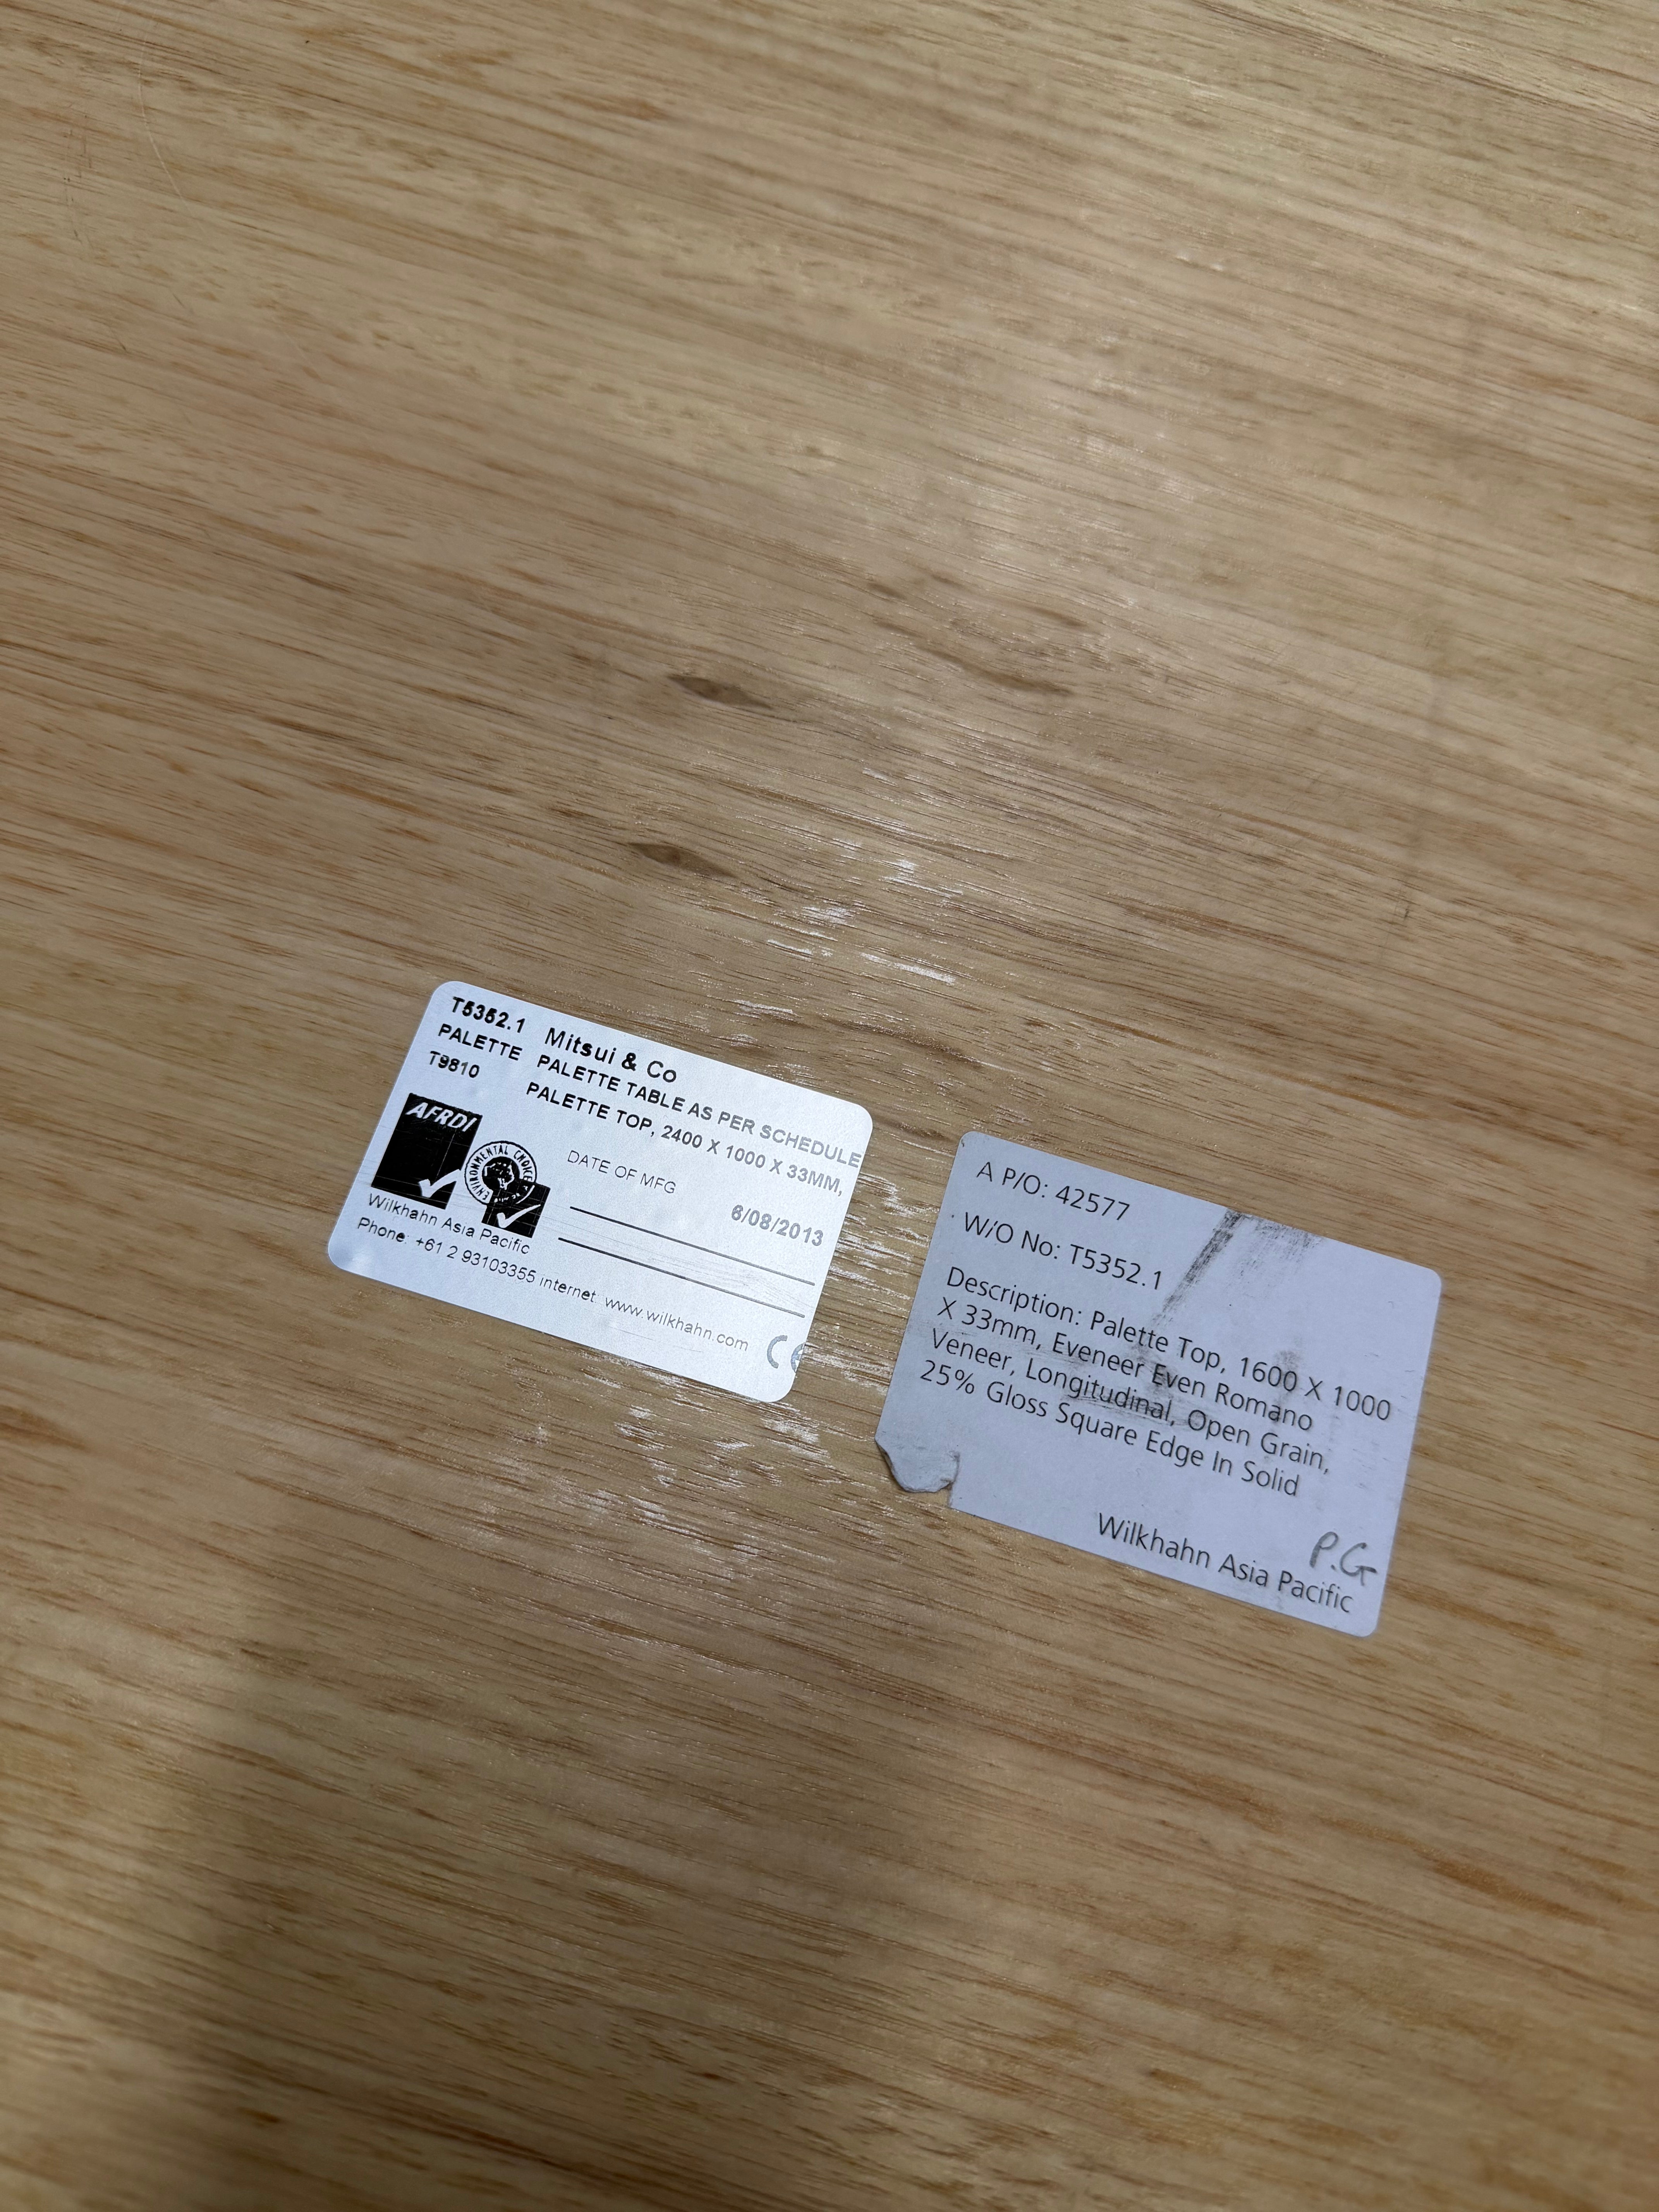 T5352.1 Mitsui & Co
PALETTE PALETTE TABLE AS PER SCHEDULE
T9810 PALETTE TOP, 2400 X 1000 X 33MM,
AFRDI
ENVIRONMENTAL CHOICE
DATE OF MFG
6/08/2013
Wilkhahn Asia Pacific
Phone: +61 2 93103355 internet: www.wilkhahn.com
CE
A P/O: 42577
W/O No: T5352.1
Description: Palette Top, 1600 X 1000
X 33mm, Eveneer Even Romano
Veneer, Longitudinal, Open Grain,
25% Gloss Square Edge In Solid
P.G
Wilkhahn Asia Pacific